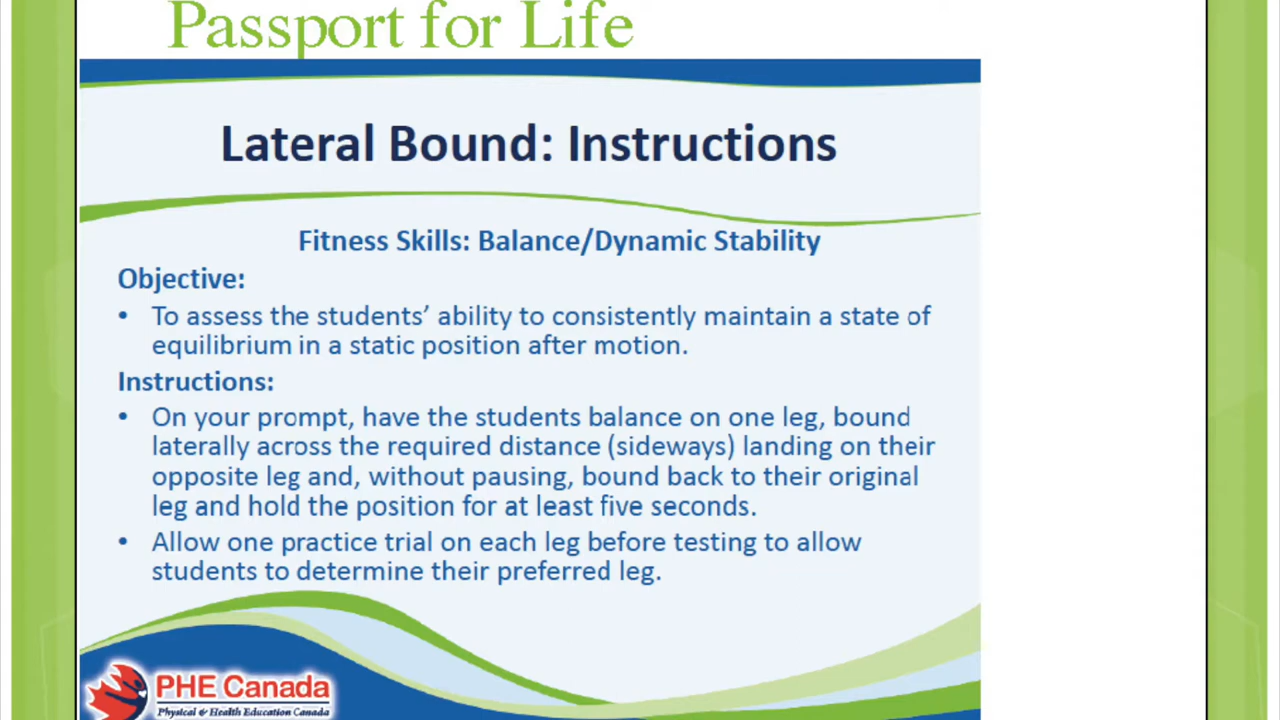 Passport for Life
Lateral Bound: Instructions
Fitness Skills: Balance/Dynamic Stability
Objective:
• To assess the students’ ability to consistently maintain a state of
equilibrium in a static position after motion.
Instructions:
• On your prompt, have the students balance on one leg, bound
laterally across the required distance (sideways) landing on their
opposite leg and, without pausing, bound back to their original
leg and hold the position for at least five seconds.
• Allow one practice trial on each leg before testing to allow
students to determine their preferred leg.
PHE Canada
Physical & Health Education Canada